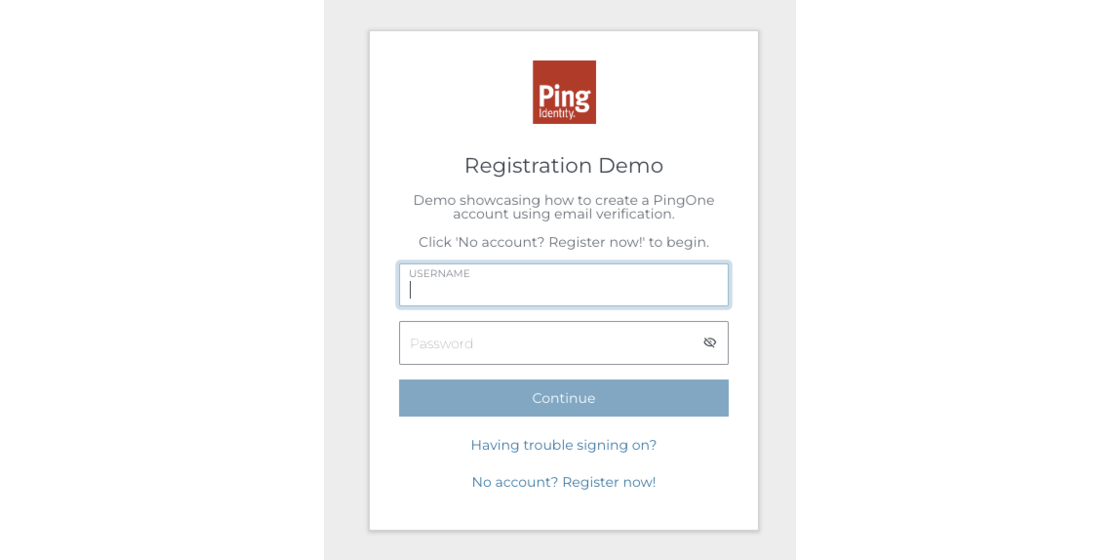 Ping
Identity.
Registration Demo
Demo showcasing how to create a PingOne
account using email verification.
Click 'No account? Register now!' to begin.
USERNAME
Password
Continue
Having trouble signing on?
No account? Register now!